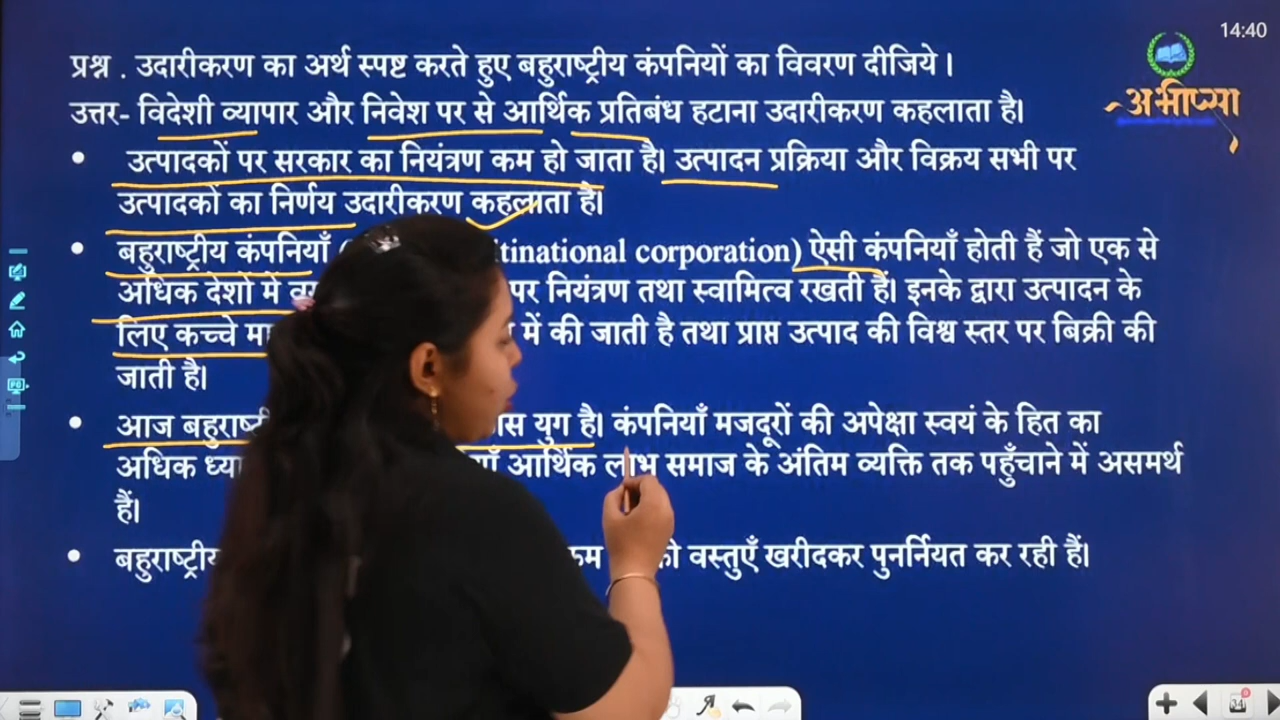 14:40
अभीप्सा
प्रश्न . उदारीकरण का अर्थ स्पष्ट करते हुए बहुराष्ट्रीय कंपनियों का विवरण दीजिये ।
उत्तर- विदेशी व्यापार और निवेश पर से आर्थिक प्रतिबंध हटाना उदारीकरण कहलाता है।
• उत्पादकों पर सरकार का नियंत्रण कम हो जाता है। उत्पादन प्रक्रिया और विक्रय सभी पर
उत्पादकों का निर्णय उदारीकरण कहलाता है।
• बहुराष्ट्रीय कंपनियाँ ( corporation) ऐसी कंपनियाँ होती हैं जो एक से
अधिक देशों में पर नियंत्रण तथा स्वामित्व रखती हैं। इनके द्वारा उत्पादन के
लिए कच्चे में की जाती है तथा प्राप्त उत्पाद की विश्व स्तर पर बिक्री की
जाती है।
• आज युग है। कंपनियाँ मजदूरों की अपेक्षा स्वयं के हित का
अधिक आर्थिक लाभ समाज के अंतिम व्यक्ति तक पहुँचाने में असमर्थ
हैं।
• वस्तुएँ खरीदकर पुनर्नियत कर रही हैं।